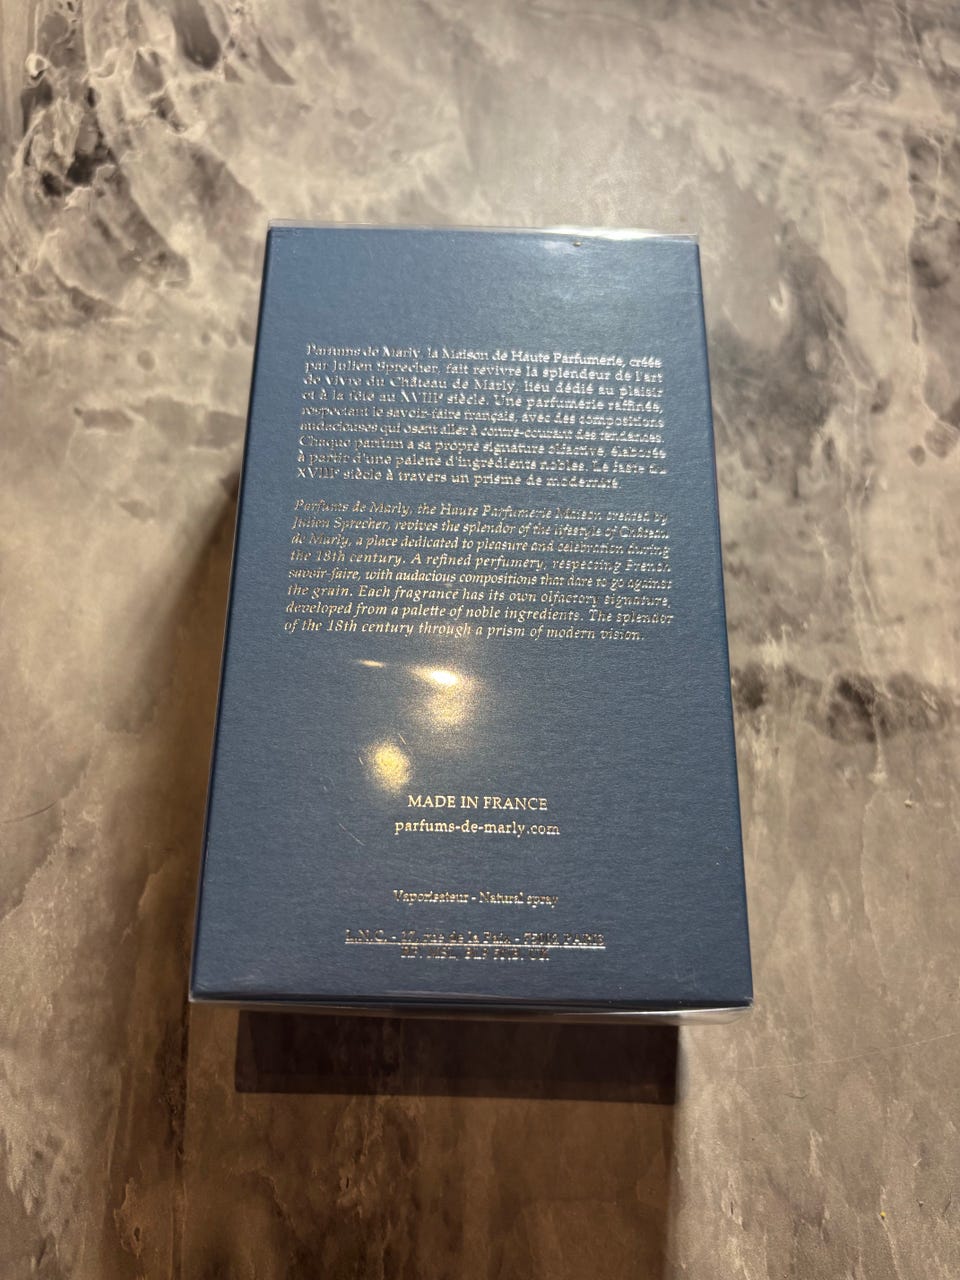 Parfums de Marly, la Maison de Haute Parfumerie, créée
par Julien Sprecher, fait revivre la splendeur de l'art
de vivre du Château de Marly, lieu dédié au plaisir
et à la fête au XVIIIe siècle. Une parfumerie raffinée,
respectant le savoir-faire français, avec des compositions
audacieuses qui osent aller à contre-courant des tendances.
Chaque parfum a sa propre signature olfactive, élaborée
à partir d'une palette d'ingrédients nobles. Le faste du
XVIIIe siècle à travers un prisme de modernité.
Parfums de Marly, the Haute Parfumerie Maison created by
Julien Sprecher, revives the splendor of the lifestyle of Château
de Marly, a place dedicated to pleasure and celebration during
the 18th century. A refined perfumery, respecting French
savoir-faire, with audacious compositions that dare to go against
the grain. Each fragrance has its own olfactory signature,
developed from a palette of noble ingredients. The splendor
of the 18th century through a prism of modern vision.
MADE IN FRANCE
parfums-de-marly.com
Vaporisateur - Natural spray
rue de la Paix - PARIS